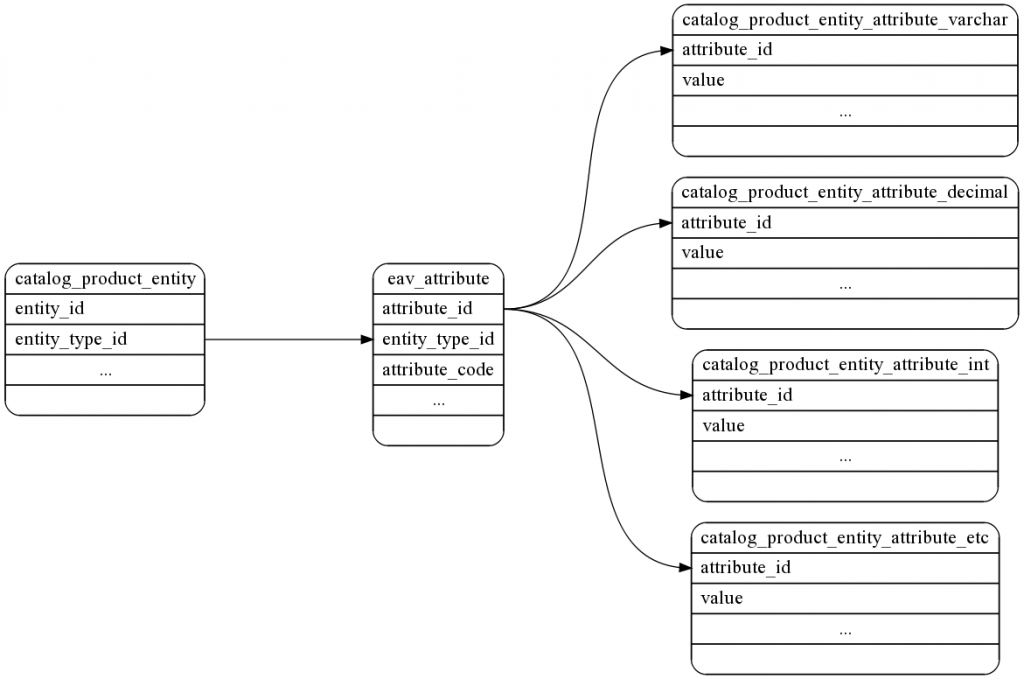 catalog_product_entity
entity_id
entity_type_id
...
eav_attribute
attribute_id
entity_type_id
attribute_code
...
catalog_product_entity_attribute_varchar
attribute_id
value
...
catalog_product_entity_attribute_decimal
attribute_id
value
...
catalog_product_entity_attribute_int
attribute_id
value
...
catalog_product_entity_attribute_etc
attribute_id
value
...